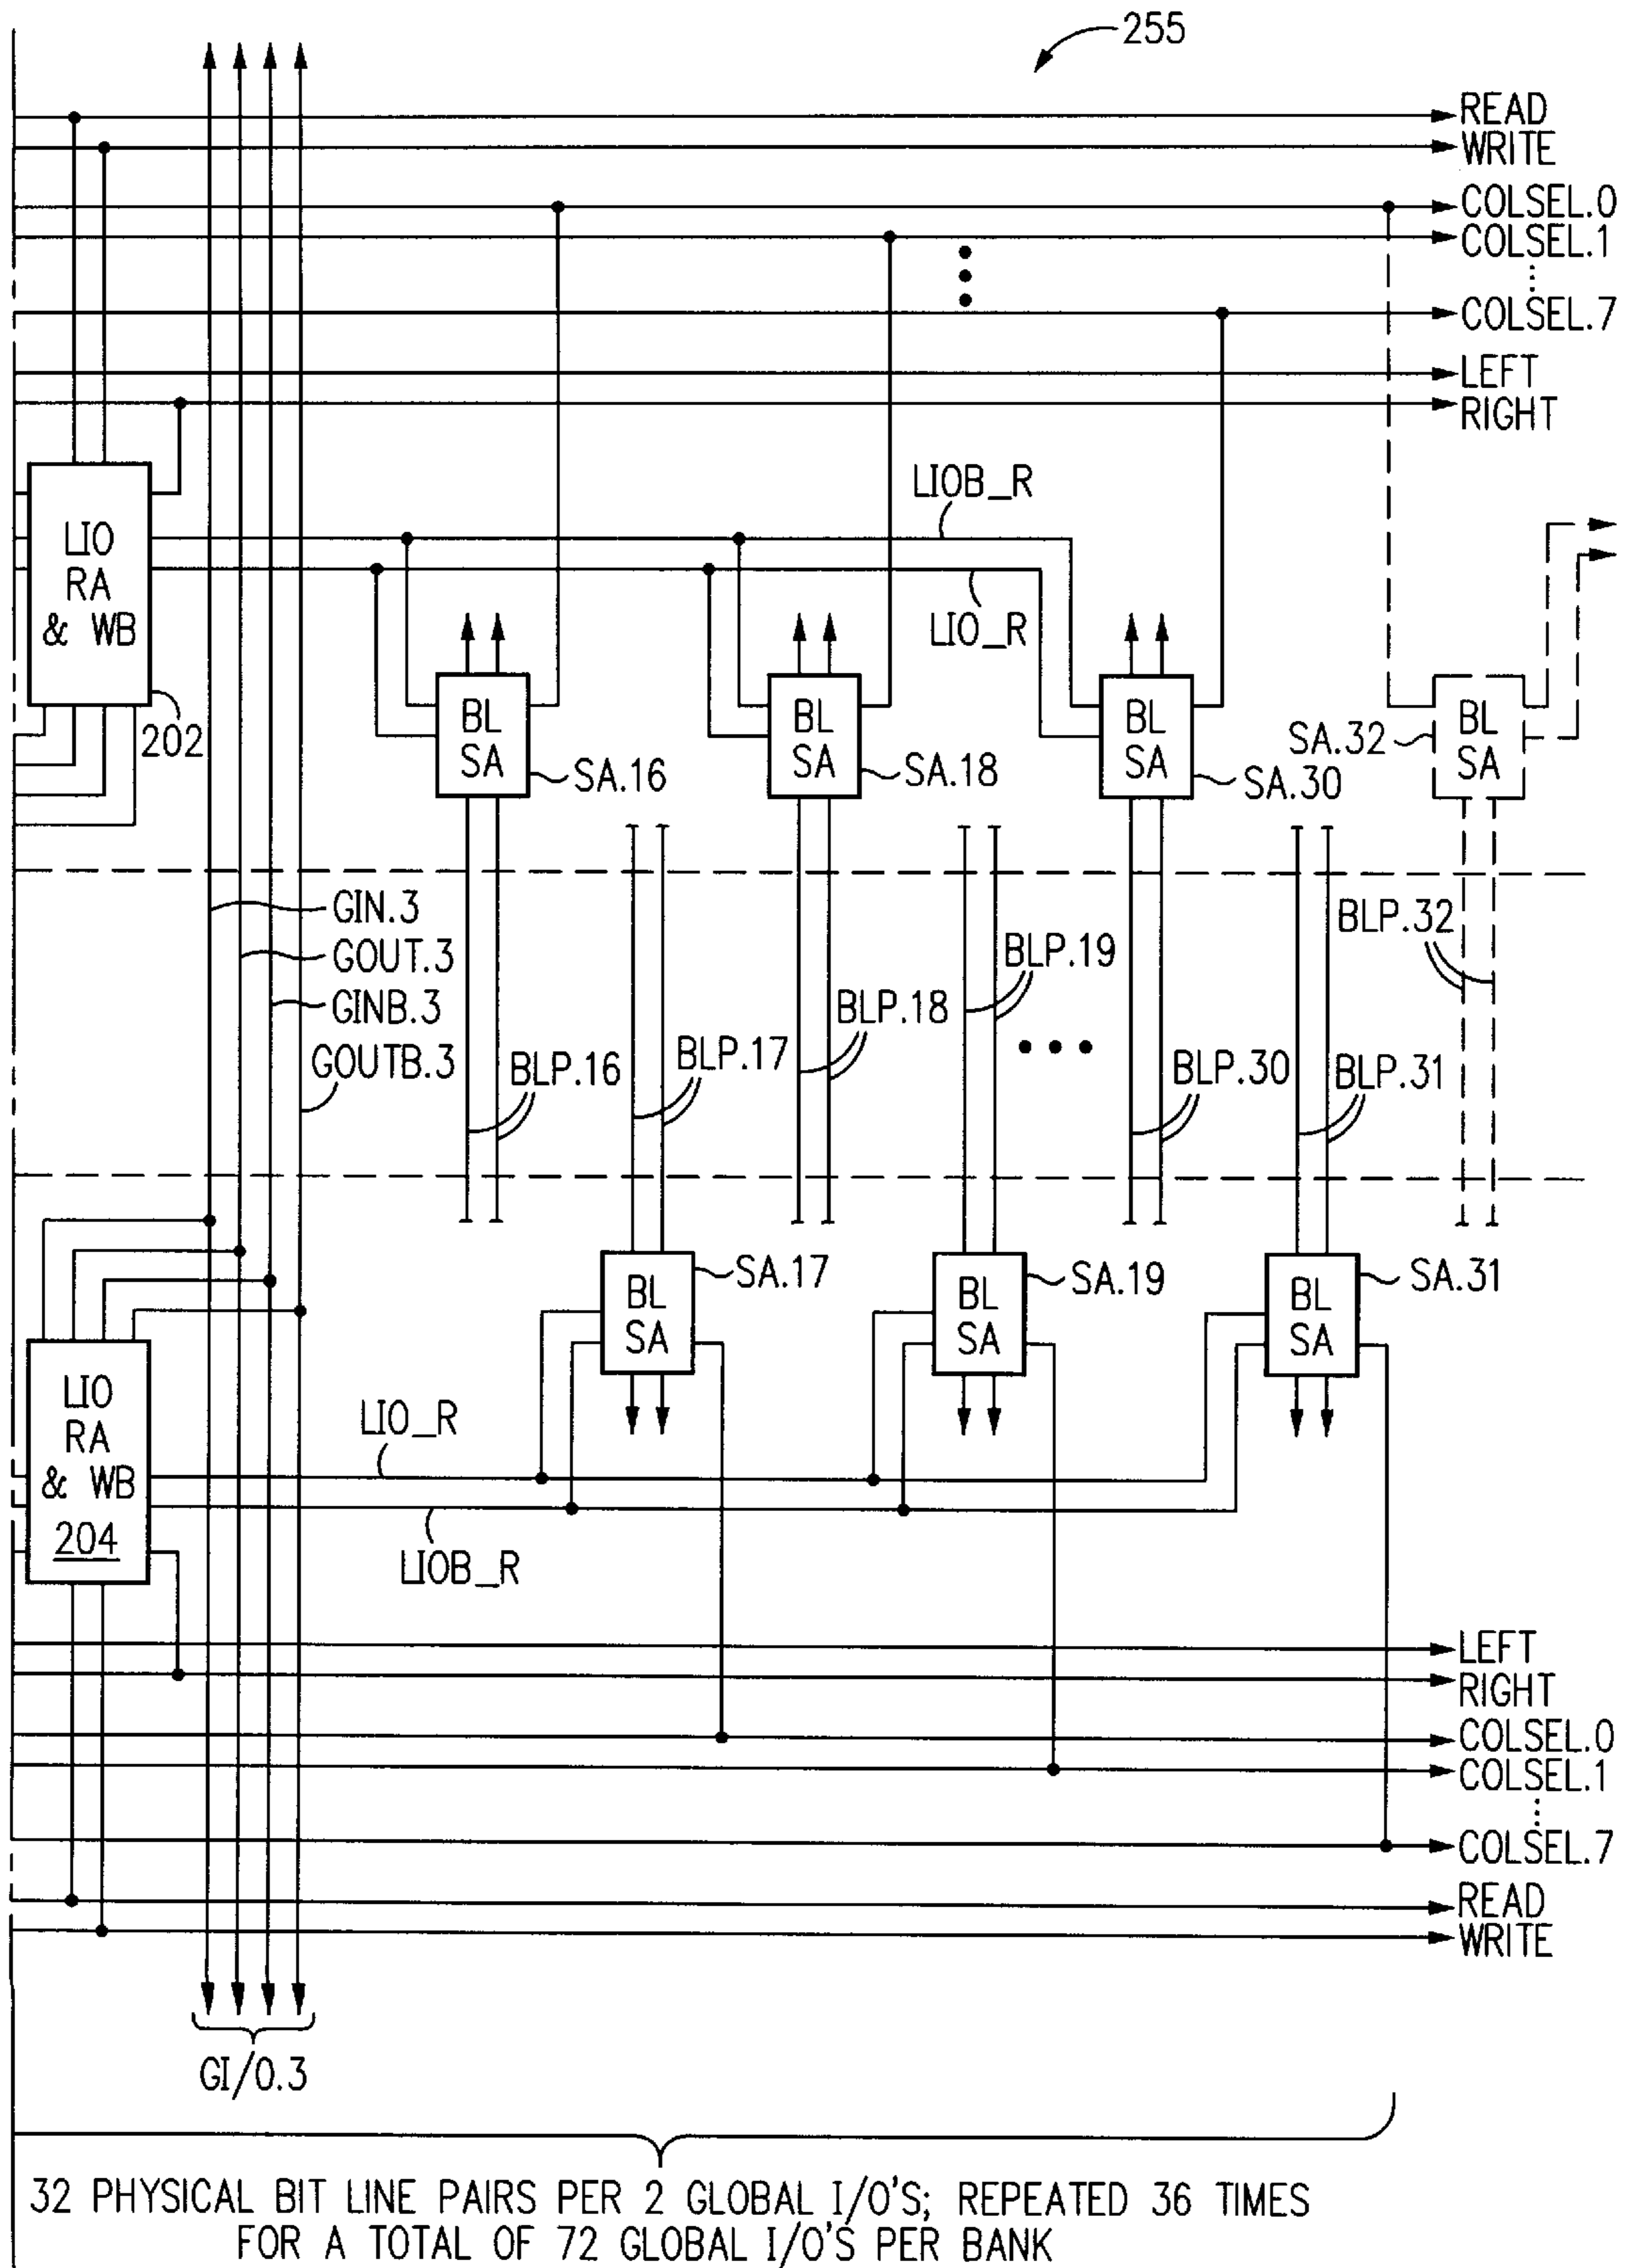 255
READ
WRITE
COLSEL.0
COLSEL.1
COLSEL.7
LEFT
RIGHT
LIOB_R
LIO
RA
& WB
202
LIO_R
BL
SA
SA.16
BL
SA
SA.18
BL
SA
SA.30
SA.32
BL
SA
GIN.3
GOUT.3
GINB.3
GOUTB.3
BLP.16
BLP.17
BLP.18
BLP.19
BLP.30
BLP.31
BLP.32
BL
SA
SA.17
BL
SA
SA.19
BL
SA
SA.31
LIO
RA
& WB
204
LIO_R
LIOB_R
LEFT
RIGHT
COLSEL.0
COLSEL.1
COLSEL.7
READ
WRITE
GI/O.3
32 PHYSICAL BIT LINE PAIRS PER 2 GLOBAL I/O'S; REPEATED 36 TIMES
FOR A TOTAL OF 72 GLOBAL I/O'S PER BANK